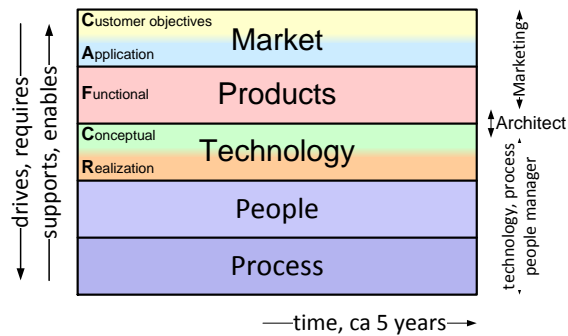 Customer objectives
Market
Application
Functional
Products
Conceptual
Technology
Realization
People
Process
drives, requires
supports, enables
Marketing
Architect
technology, process
people manager
time, ca 5 years